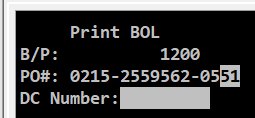 Print BOL
B/P: 1200
PO#: 0215-2559562-0551
DC Number: